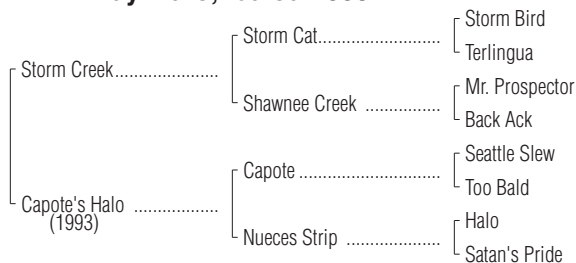 Storm Bird
Storm Cat
Terlingua
Storm Creek
Mr. Prospector
Shawnee Creek
Back Ack
Seattle Slew
Capote
Too Bald
Capote's Halo
(1993)
Halo
Nueces Strip
Satan's Pride